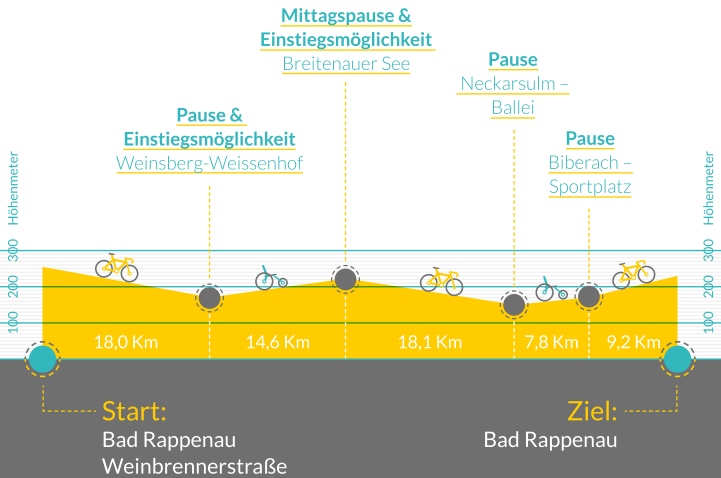 Mittagspause &
Einstiegsmöglichkeit
Breitenauer See
Pause
Neckarsulm –
Ballei
Pause &
Einstiegsmöglichkeit
Weinsberg-Weissenhof
Pause
Biberach –
Sportplatz
Höhenmeter
300
200
100
Höhenmeter
300
200
100
18,0 Km
14,6 Km
18,1 Km
7,8 Km
9,2 Km
Start:
Bad Rappenau
Weinbrennerstraße
Ziel:
Bad Rappenau